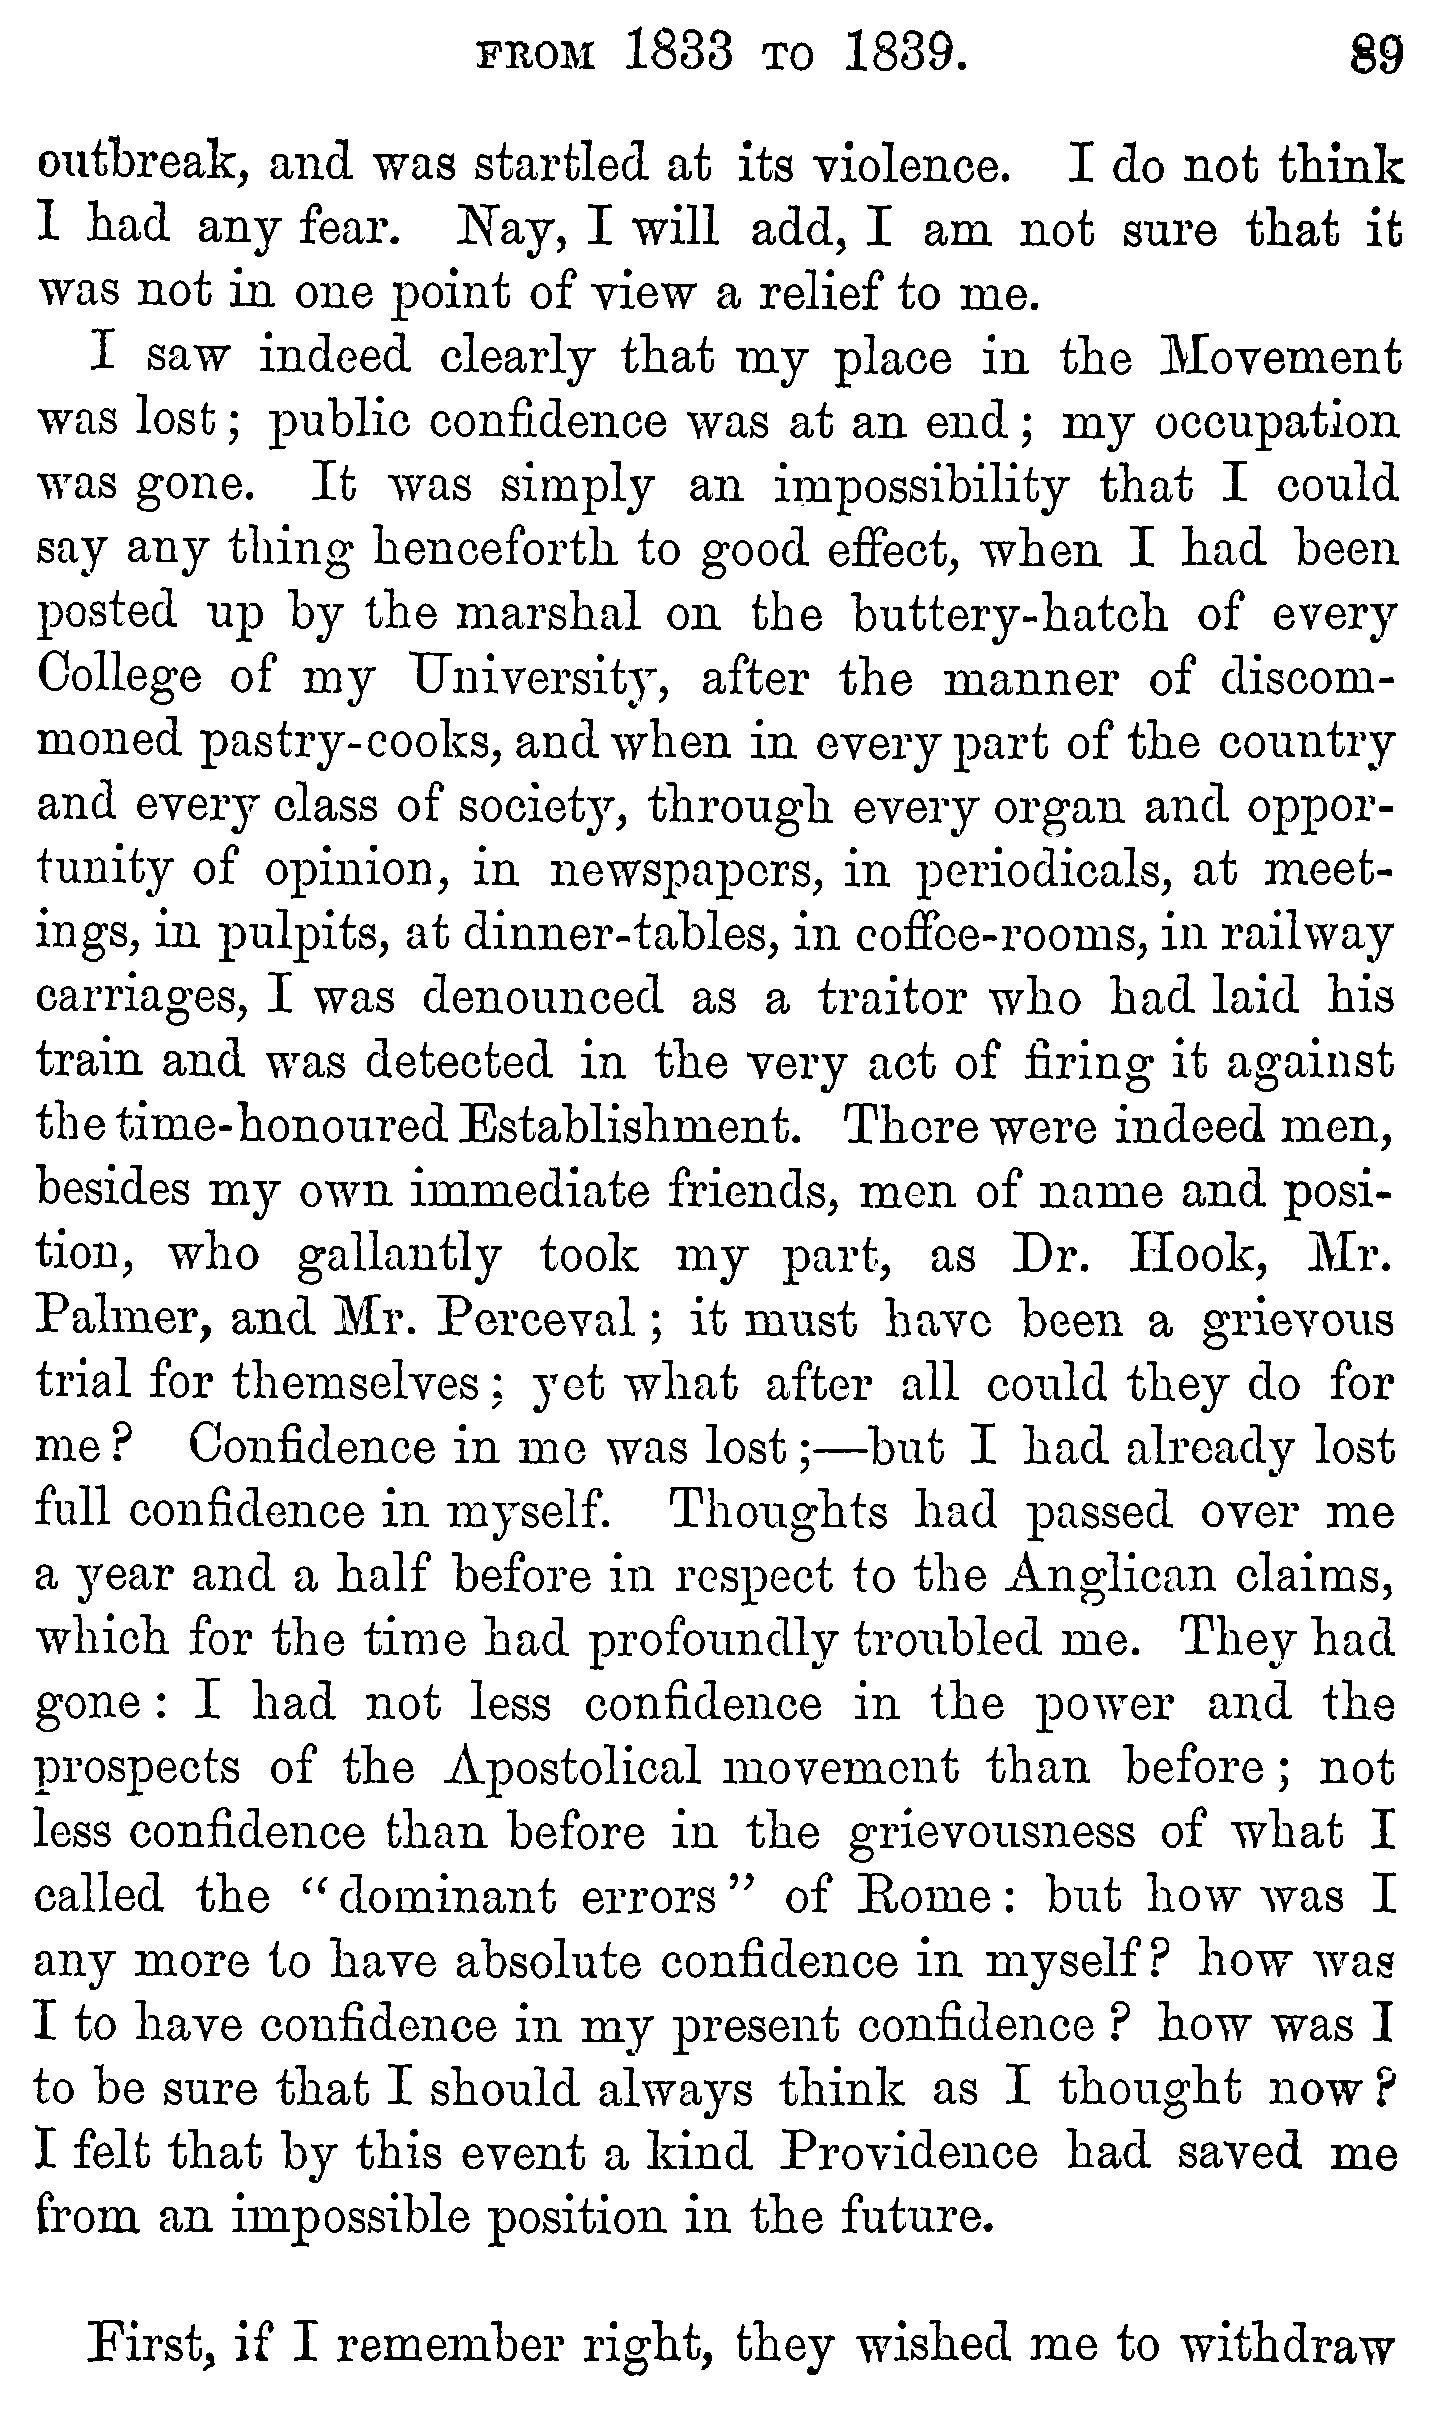 FROM 1833 TO 1839. 89
outbreak, and was startled at its violence. I do not think
I had any fear. Nay, I will add, I am not sure that it
was not in one point of view a relief to me.
I saw indeed clearly that my place in the Movement
was lost; public confidence was at an end; my occupation
was gone. It was simply an impossibility that I could
say any thing henceforth to good effect, when I had been
posted up by the marshal on the buttery-hatch of every
College of my University, after the manner of discom-
moned pastry-cooks, and when in every part of the country
and every class of society, through every organ and oppor-
tunity of opinion, in newspapers, in periodicals, at meet-
ings, in pulpits, at dinner-tables, in coffee-rooms, in railway
carriages, I was denounced as a traitor who had laid his
train and was detected in the very act of firing it against
the time-honoured Establishment. There were indeed men,
besides my own immediate friends, men of name and posi-
tion, who gallantly took my part, as Dr. Hook, Mr.
Palmer, and Mr. Perceval; it must have been a grievous
trial for themselves; yet what after all could they do for
me? Confidence in me was lost;—but I had already lost
full confidence in myself. Thoughts had passed over me
a year and a half before in respect to the Anglican claims,
which for the time had profoundly troubled me. They had
gone: I had not less confidence in the power and the
prospects of the Apostolical movement than before; not
less confidence than before in the grievousness of what I
called the "dominant errors" of Rome: but how was I
any more to have absolute confidence in myself? how was
I to have confidence in my present confidence? how was I
to be sure that I should always think as I thought now?
I felt that by this event a kind Providence had saved me
from an impossible position in the future.
First, if I remember right, they wished me to withdraw